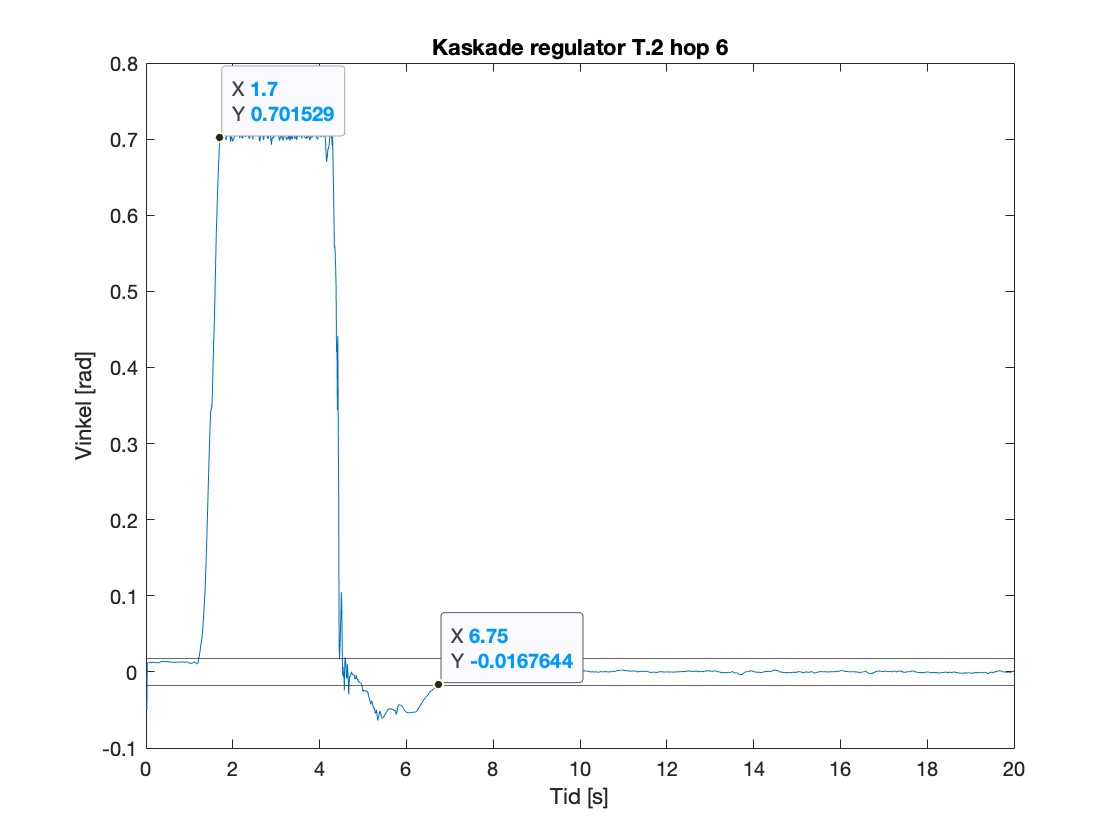 Kaskade regulator T.2 hop 6
0.8
X 1.7
Y 0.701529
0.7
0.6
0.5
0.4
Vinkel [rad]
0.3
0.2
0.1
X 6.75
Y -0.0167644
0
-0.1
0 2 4 6 8 10 12 14 16 18 20
Tid [s]